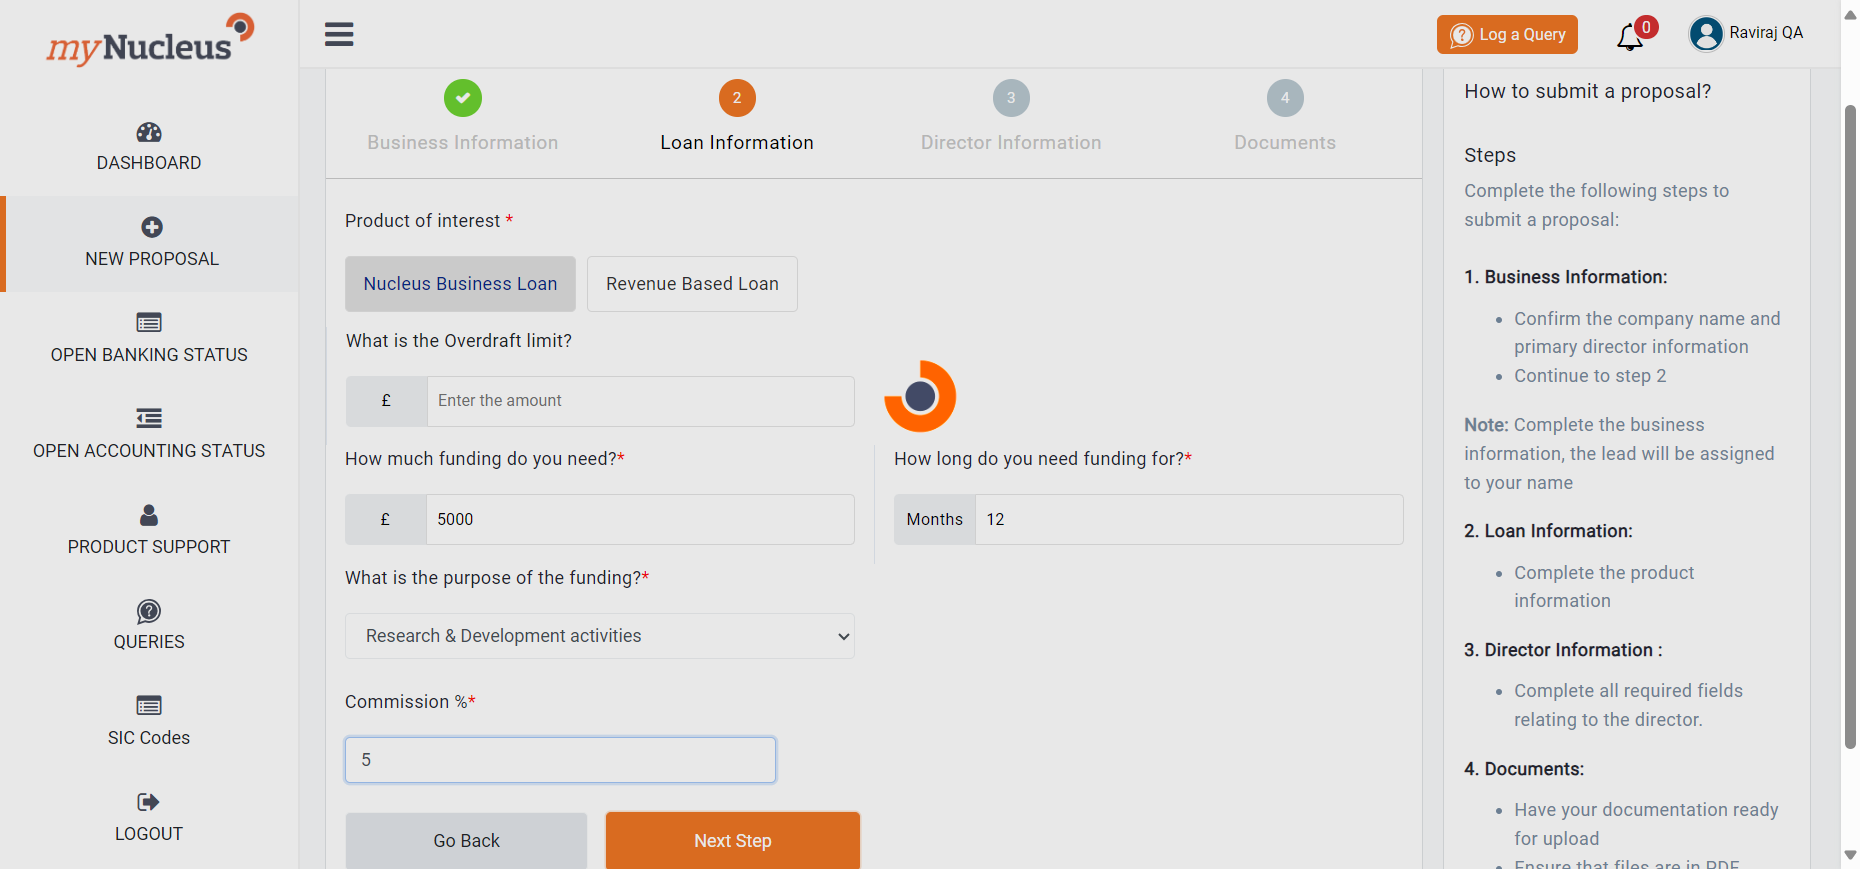 myNucleus
DASHBOARD
NEW PROPOSAL
OPEN BANKING STATUS
OPEN ACCOUNTING STATUS
PRODUCT SUPPORT
QUERIES
SIC Codes
LOGOUT
Log a Query
0
Raviraj QA
2
3
4
Business Information
Loan Information
Director Information
Documents
Product of interest *
Nucleus Business Loan
Revenue Based Loan
What is the Overdraft limit?
£
Enter the amount
How much funding do you need?*
How long do you need funding for?*
£
5000
Months
12
What is the purpose of the funding?*
Research & Development activities
Commission %*
5
Go Back
Next Step
How to submit a proposal?
Steps
Complete the following steps to
submit a proposal:
1. Business Information:
• Confirm the company name and
primary director information
• Continue to step 2
Note: Complete the business
information, the lead will be assigned
to your name
2. Loan Information:
• Complete the product
information
3. Director Information :
• Complete all required fields
relating to the director.
4. Documents:
• Have your documentation ready
for upload
• Ensure that files are in PDF